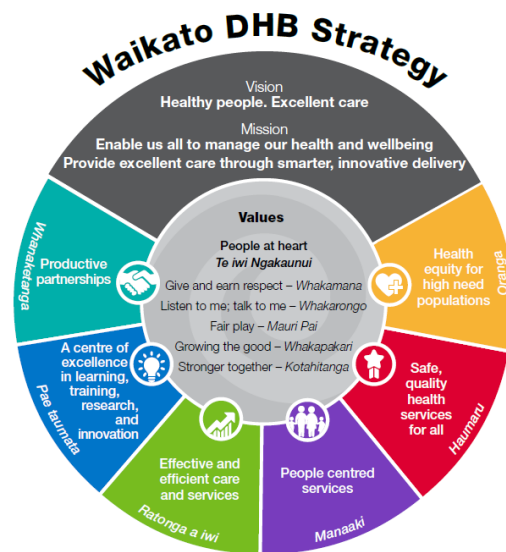 Waikato DHB Strategy
Vision
Healthy people. Excellent care
Mission
Enable us all to manage our health and wellbeing
Provide excellent care through smarter, innovative delivery
Values
People at heart
Te iwi Ngakaunui
Give and earn respect – Whakamana
Listen to me; talk to me – Whakarongo
Fair play – Mauri Pai
Growing the good – Whakapakari
Stronger together – Kotahitanga
Health
equity for
high need
populations
Oranga
Safe,
quality
health
services
for all
Haumaru
People centred
services
Manaaki
Effective and
efficient care
and services
Ratonga a iwi
A centre of
excellence
in learning,
training,
research,
and
innovation
Pae taumata
Productive
partnerships
Whanaketanga